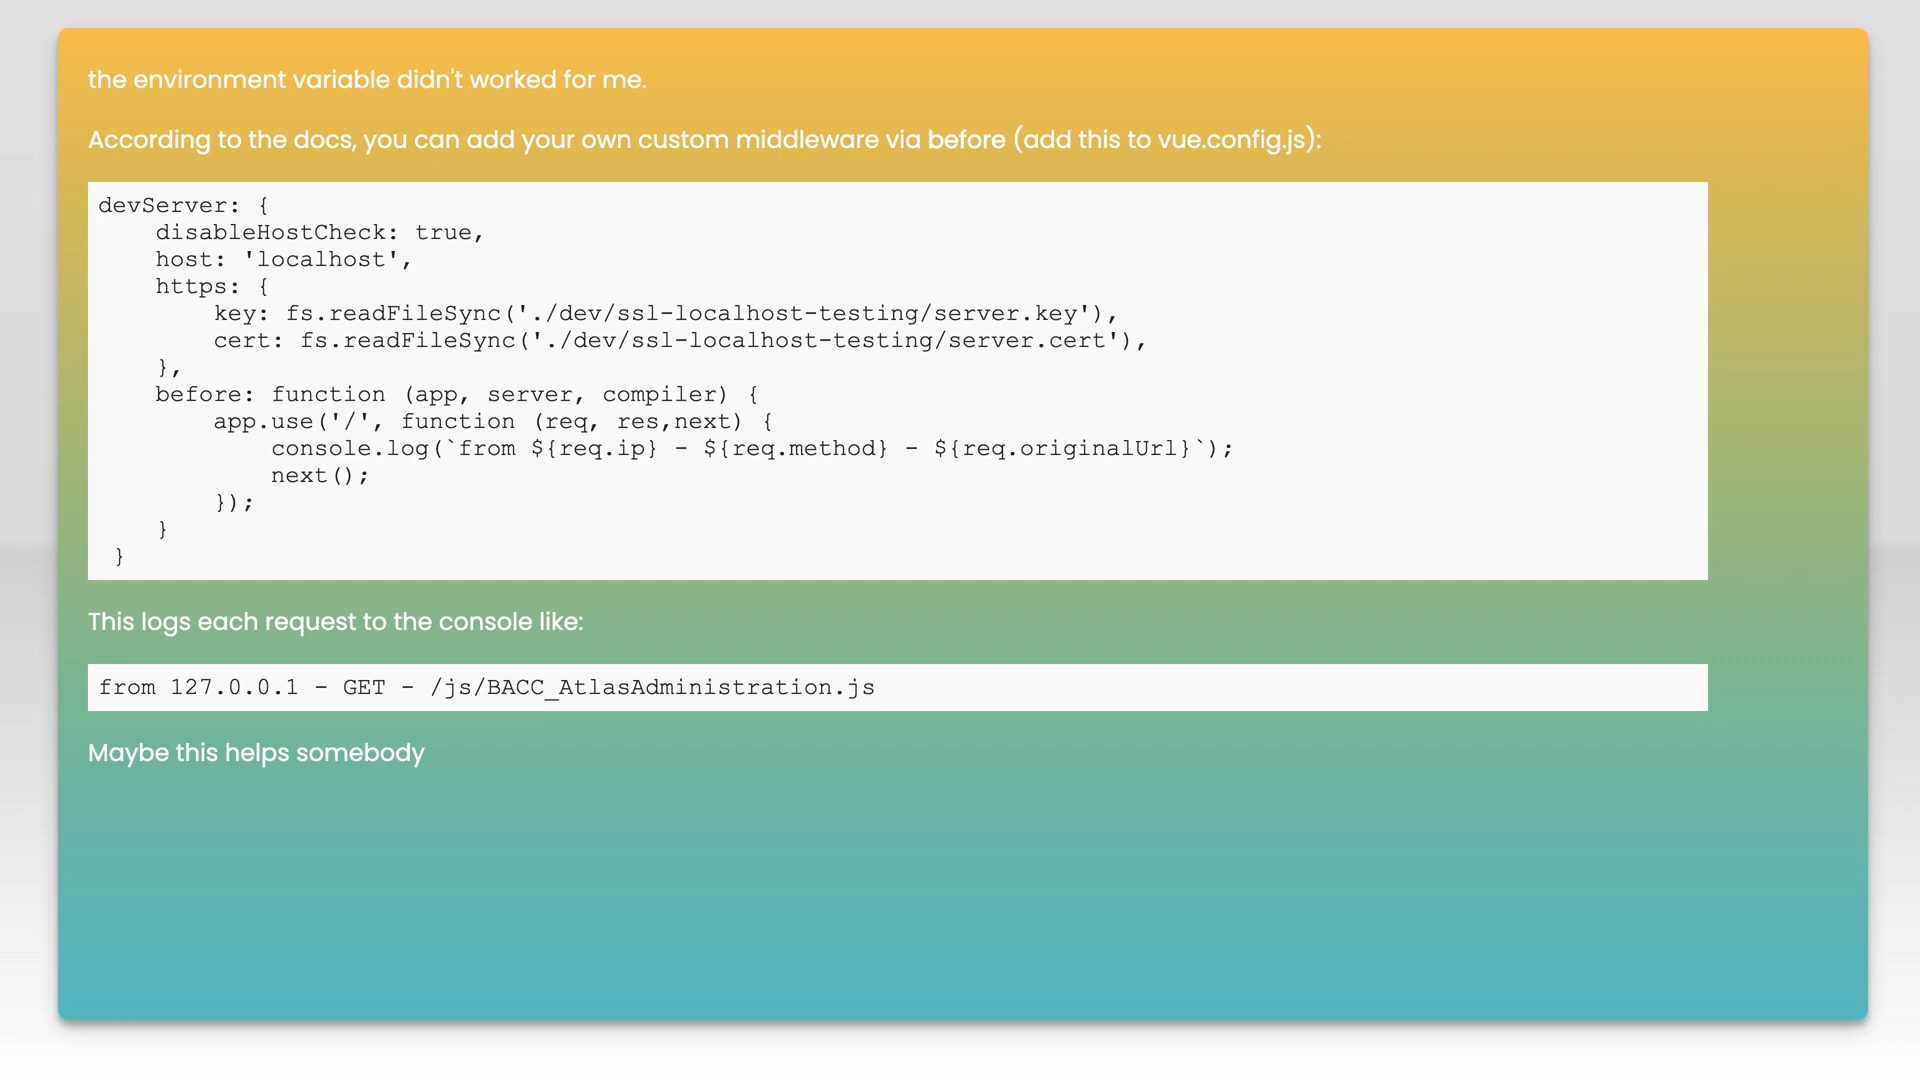 the environment variable didn't worked for me.
According to the docs, you can add your own custom middleware via before (add this to vue.config.js):
devServer: {
    disableHostCheck: true,
    host: 'localhost',
    https: {
        key: fs.readFileSync('./dev/ssl-localhost-testing/server.key'),
        cert: fs.readFileSync('./dev/ssl-localhost-testing/server.cert'),
    },
    before: function (app, server, compiler) {
        app.use('/', function (req, res,next) {
            console.log(`from ${req.ip} - ${req.method} - ${req.originalUrl}`);
            next();
        });
    }
 }
This logs each request to the console like:
from 127.0.0.1 - GET - /js/BACC_AtlasAdministration.js
Maybe this helps somebody